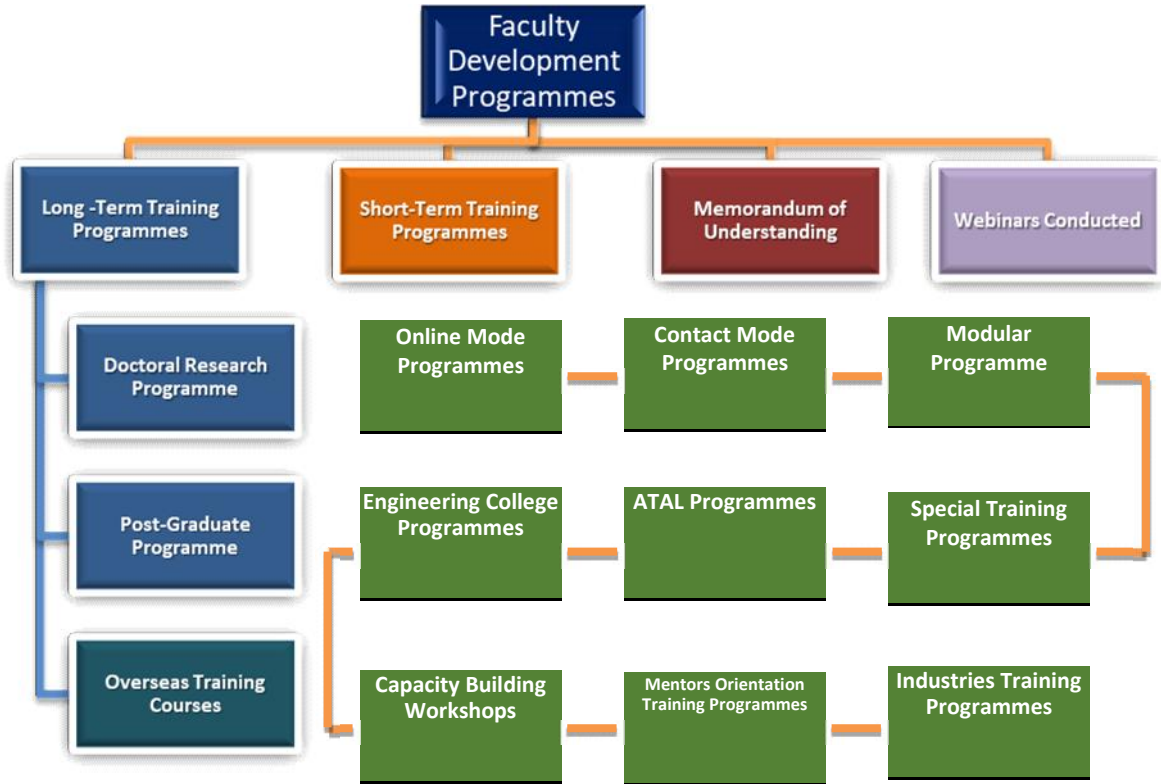 Faculty
Development
Programmes
Long -Term Training
Programmes
Short-Term Training
Programmes
Memorandum of
Understanding
Webinars Conducted
Doctoral Research
Programme
Online Mode
Programmes
Contact Mode
Programmes
Modular
Programme
Post-Graduate
Programme
Engineering College
Programmes
ATAL Programmes
Special Training
Programmes
Overseas Training
Courses
Capacity Building
Workshops
Mentors Orientation
Training Programmes
Industries Training
Programmes